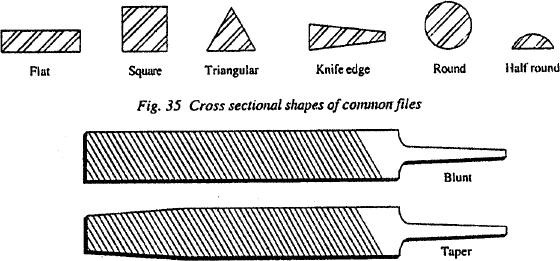 Flat Square Triangular Knife edge Round Half round
Fig. 35 Cross sectional shapes of common files
Blunt
Taper